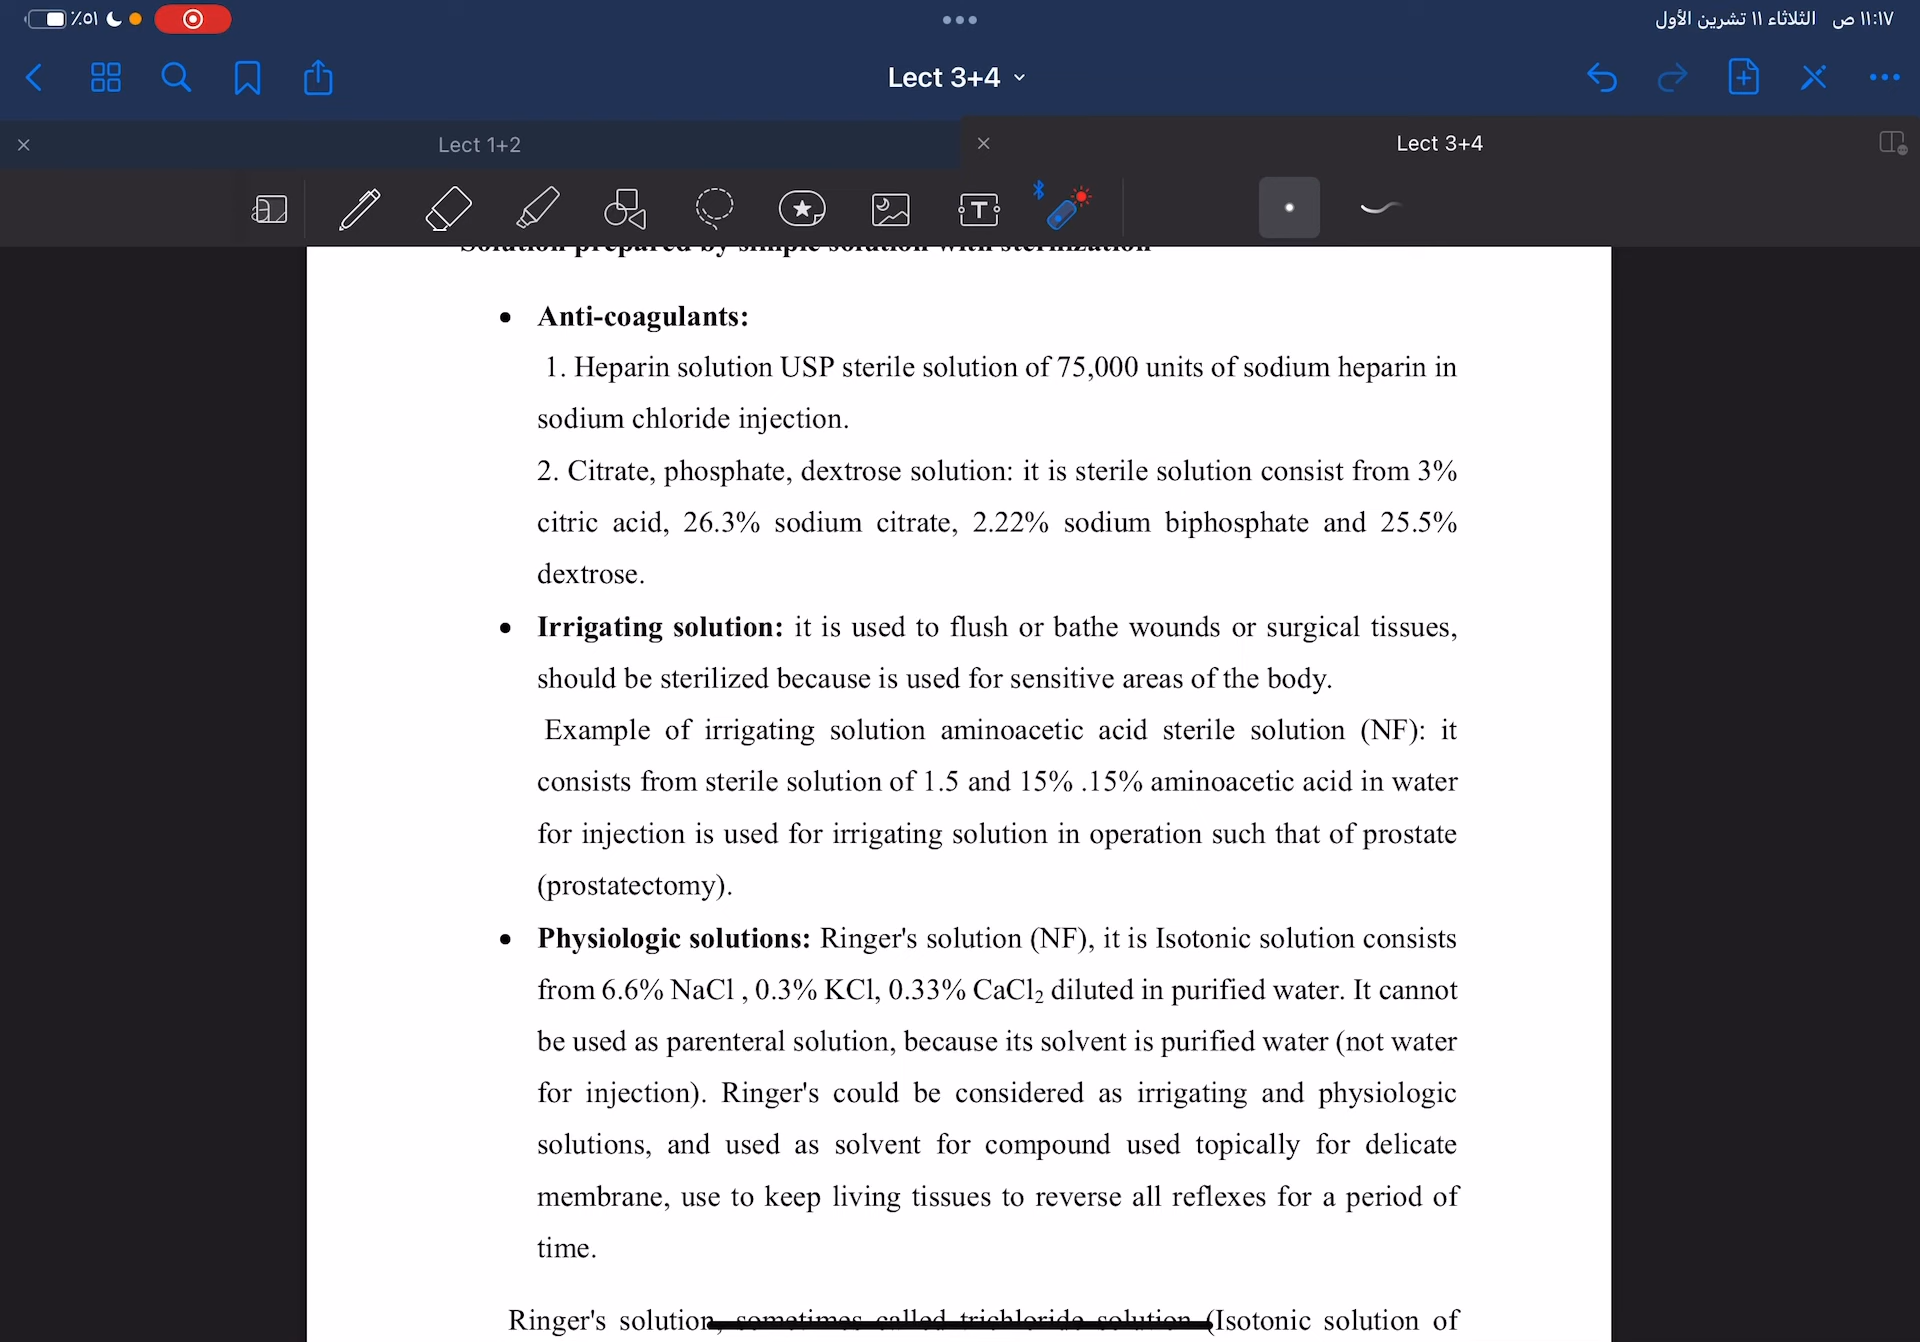 ٪٥١
١١:١٧ ص الثلاثاء ١١ تشرين الأول
Lect 3+4
Lect 1+2
Lect 3+4
Solution prepared by simple solution with sterilization
• Anti-coagulants:
1. Heparin solution USP sterile solution of 75,000 units of sodium heparin in
sodium chloride injection.
2. Citrate, phosphate, dextrose solution: it is sterile solution consist from 3%
citric acid, 26.3% sodium citrate, 2.22% sodium biphosphate and 25.5%
dextrose.
• Irrigating solution: it is used to flush or bathe wounds or surgical tissues,
should be sterilized because is used for sensitive areas of the body.
Example of irrigating solution aminoacetic acid sterile solution (NF): it
consists from sterile solution of 1.5 and 15% .15% aminoacetic acid in water
for injection is used for irrigating solution in operation such that of prostate
(prostatectomy).
• Physiologic solutions: Ringer's solution (NF), it is Isotonic solution consists
from 6.6% NaCl , 0.3% KCl, 0.33% CaCl₂ diluted in purified water. It cannot
be used as parenteral solution, because its solvent is purified water (not water
for injection). Ringer's could be considered as irrigating and physiologic
solutions, and used as solvent for compound used topically for delicate
membrane, use to keep living tissues to reverse all reflexes for a period of
time.
Ringer's solution, sometimes called trichloride solution (Isotonic solution of